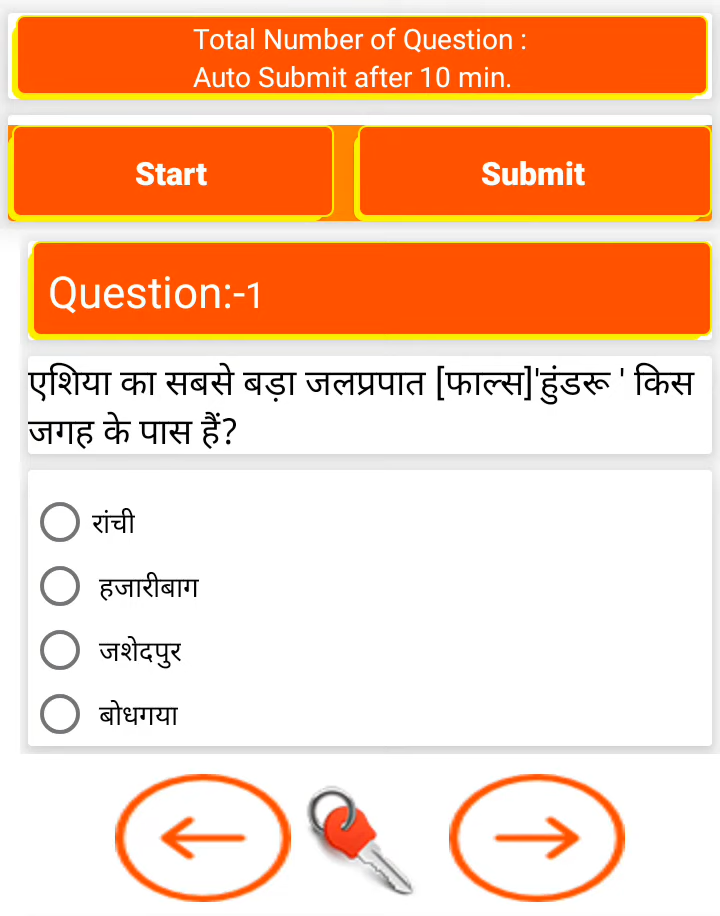 Total Number of Question :
Auto Submit after 10 min.
Start
Submit
Question:-1
एशिया का सबसे बड़ा जलप्रपात [फाल्स]'हुंडरू ' किस
जगह के पास हैं?
रांची
हजारीबाग
जशेदपुर
बोधगया